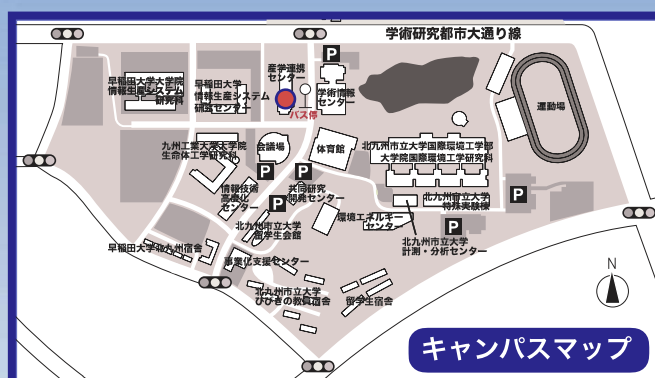 学術研究都市大通り線
P
産学連携
センター
学術情報
センター
バス停
早稲田大学大学院
情報生産システム
研究科
早稲田大学
情報生産システム
研究センター
運動場
九州工業大学大学院
生命体工学研究科
会議場
体育館
北九州市立大学国際環境工学部
大学院国際環境工学研究科
P
P
P
P
P
情報技術
高度化
センター
共同研究
開発センター
北九州市立大学
特殊実験棟
環境エネルギー
センター
北九州市立大学
留学生会館
北九州市立大学
計測・分析センター
早稲田大学北九州宿舎
事業化支援センター
北九州市立大学
ひびきの教員宿舎
留学生宿舎
N
キャンパスマップ